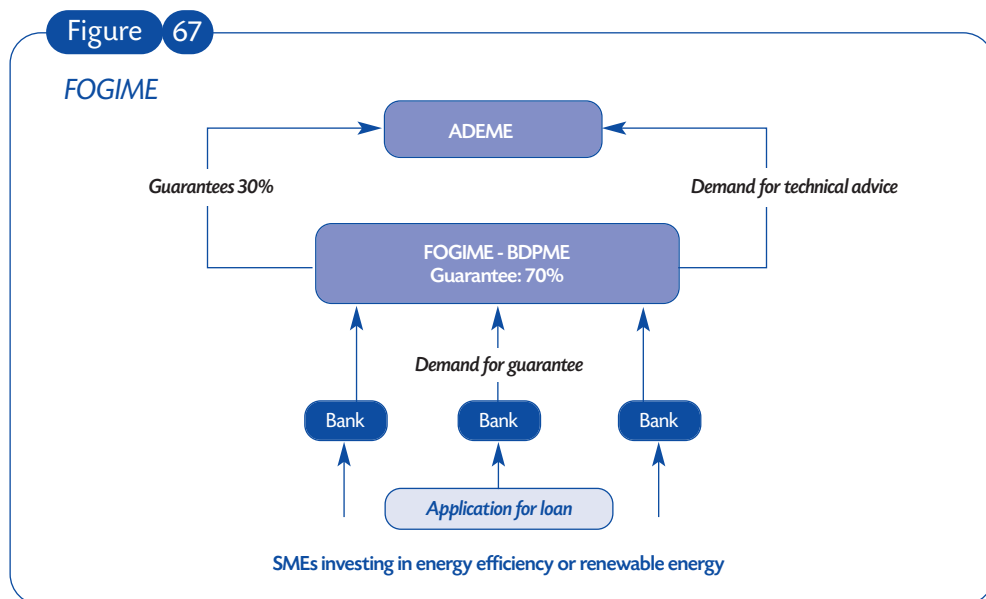 Figure 67
FOGIME
ADEME
Guarantees 30%
Demand for technical advice
FOGIME - BDPME
Guarantee: 70%
Demand for guarantee
Bank
Bank
Bank
Application for loan
SMEs investing in energy efficiency or renewable energy